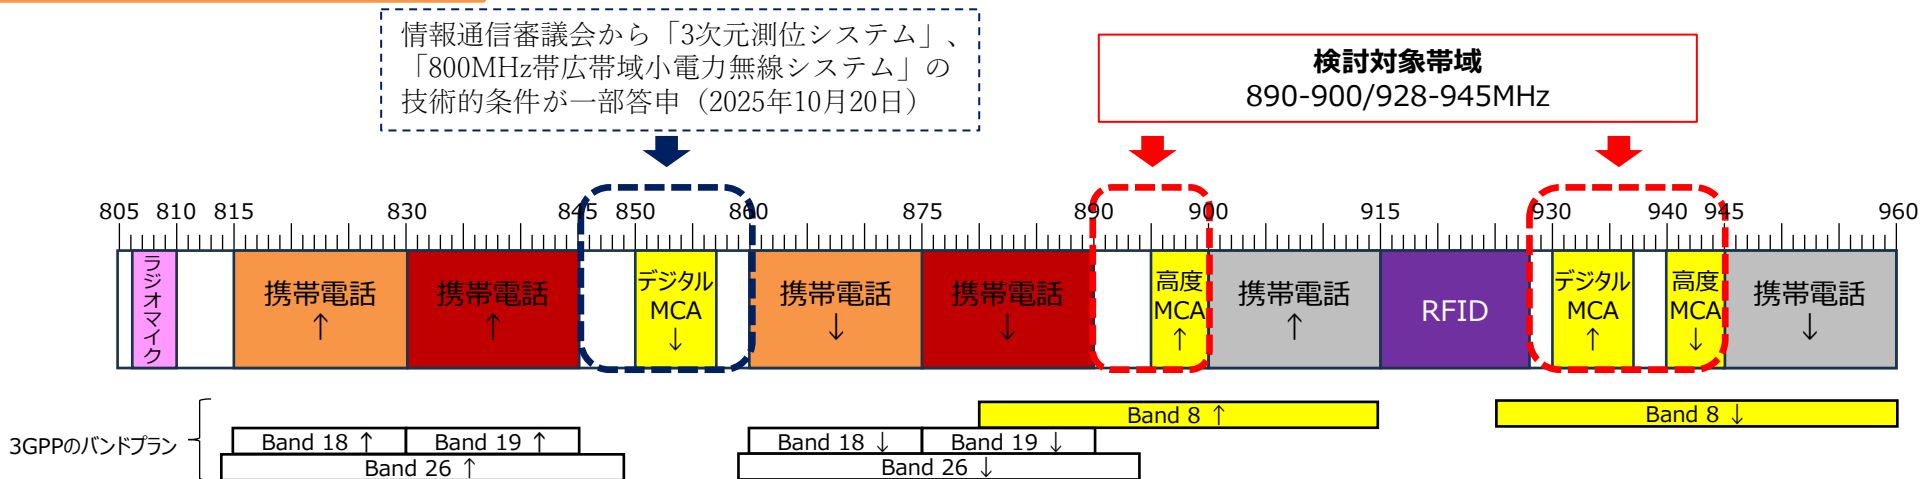 情報通信審議会から「3次元測位システム」、
「800MHz帯広帯域小電力無線システム」の
技術的条件が一部答申（2025年10月20日）
検討対象帯域
890-900/928-945MHz
805 810 815 830 845 850 860 875 890 900 915 930 940 945 960
ラジオマイク
携帯電話
↑
携帯電話
↑
デジタル
MCA
↓
携帯電話
↓
携帯電話
↓
高度
MCA
↑
携帯電話
↑
RFID
デジタル
MCA
↑
高度
MCA
↓
携帯電話
↓
3GPPのバンドプラン
Band 8 ↑
Band 8 ↓
Band 18 ↑
Band 19 ↑
Band 18 ↓
Band 19 ↓
Band 26 ↑
Band 26 ↓